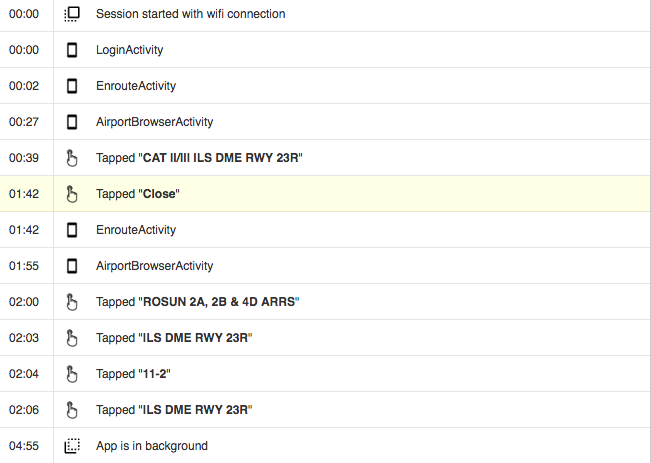 00:00 Session started with wifi connection
00:00 LoginActivity
00:02 EnrouteActivity
00:27 AirportBrowserActivity
00:39 Tapped "CAT II/III ILS DME RWY 23R"
01:42 Tapped "Close"
01:42 EnrouteActivity
01:55 AirportBrowserActivity
02:00 Tapped "ROSUN 2A, 2B & 4D ARRS"
02:03 Tapped "ILS DME RWY 23R"
02:04 Tapped "11-2"
02:06 Tapped "ILS DME RWY 23R"
04:55 App is in background